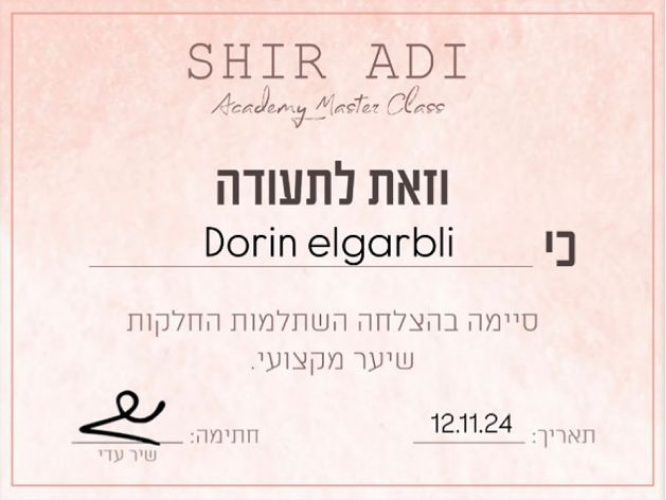 SHIR ADI
Academy Master Class
וזאת לתעודה
כי Dorin elgarbli
סיימה בהצלחה השתלמות החלקות
שיער מקצועי.
תאריך: 12.11.24
חתימה:
שיר עדי